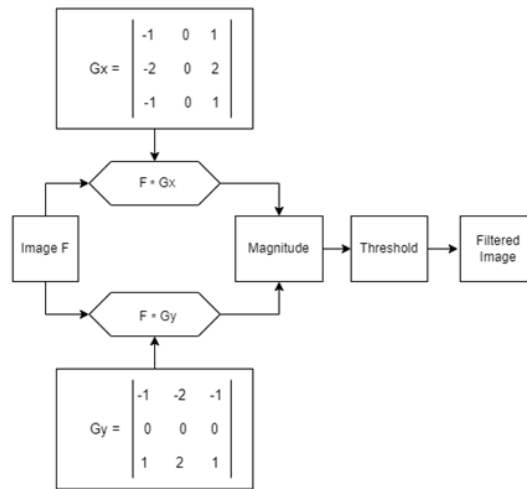 -1 0 1
Gx = -2 0 2
-1 0 1
F * Gx
Image F
Magnitude
Threshold
Filtered
Image
F * Gy
-1 -2 -1
Gy = 0 0 0
1 2 1